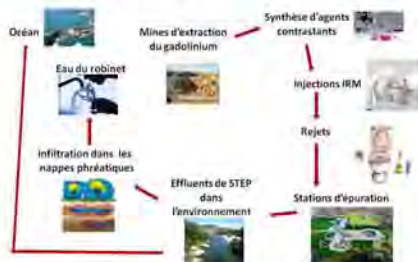 Océan
Mines d'extraction
du gadolinium
Synthèse d'agents
contrastants
Eau du robinet
Injections IRM
Rejets
Infiltration dans les
nappes phréatiques
Effluents de STEP
dans
l'environnement
Stations d'épuration